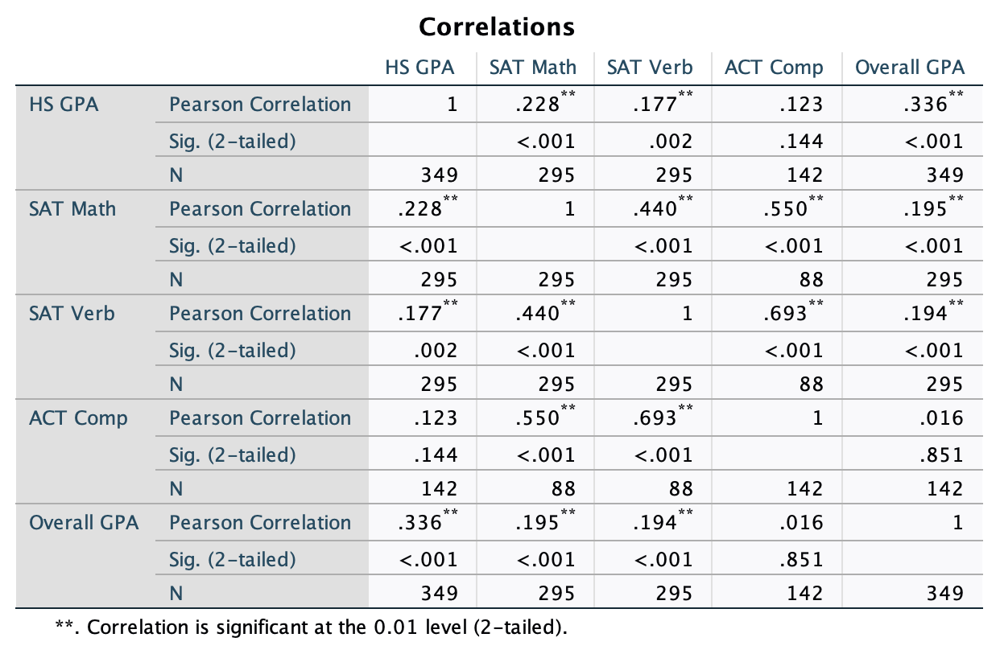 Correlations
HS GPA SAT Math SAT Verb ACT Comp Overall GPA
HS GPA Pearson Correlation 1 .228** .177** .123 .336**
Sig. (2-tailed) <.001 .002 .144 <.001
N 349 295 295 142 349
SAT Math Pearson Correlation .228** 1 .440** .550** .195**
Sig. (2-tailed) <.001 <.001 <.001 <.001
N 295 295 295 88 295
SAT Verb Pearson Correlation .177** .440** 1 .693** .194**
Sig. (2-tailed) .002 <.001 <.001 <.001
N 295 295 295 88 295
ACT Comp Pearson Correlation .123 .550** .693** 1 .016
Sig. (2-tailed) .144 <.001 <.001 .851
N 142 88 88 142 142
Overall GPA Pearson Correlation .336** .195** .194** .016 1
Sig. (2-tailed) <.001 <.001 <.001 .851
N 349 295 295 142 349
**. Correlation is significant at the 0.01 level (2-tailed).